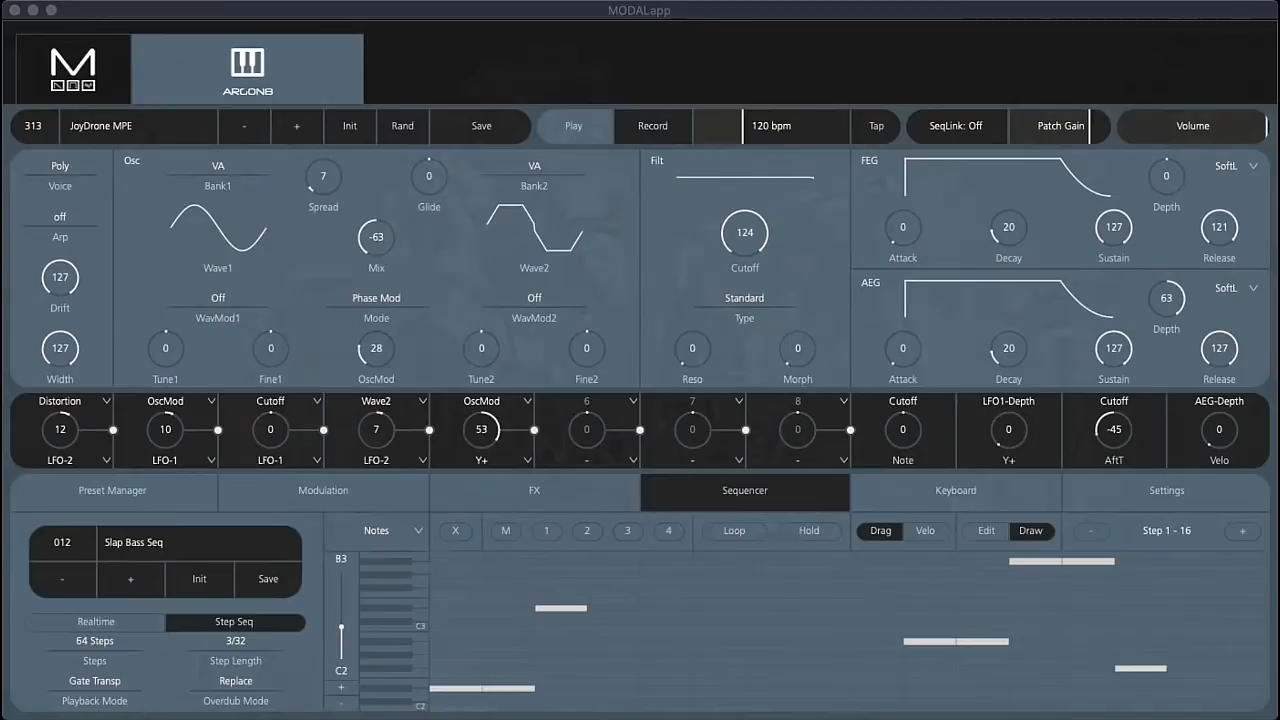 MODALapp
M
ARGON8
313 JoyDrone MPE - + Init Rand Save Play Record 120 bpm Tap SeqLink: Off Patch Gain Volume
Poly
Voice
off
Arp
127
Drift
127
Width
Osc
VA
Bank1
7
Spread
0
Glide
VA
Bank2
Wave1
-63
Mix
Wave2
Off
WavMod1
Phase Mod
Mode
Off
WavMod2
0 0 28 0 0
Tune1 Fine1 OscMod Tune2 Fine2
Filt
124
Cutoff
Standard
Type
0 0
Reso Morph
FEG
0
Depth
SoftL
0 20 127 121
Attack Decay Sustain Release
AEG
63
Depth
SoftL
0 20 127 127
Attack Decay Sustain Release
Distortion OscMod Cutoff Wave2 OscMod 6 7 8 Cutoff LFO1-Depth Cutoff AEG-Depth
12 10 0 7 53 0 0 0 0 0 -45 0
LFO-2 LFO-1 LFO-1 LFO-2 Y+ - - - Note Y+ AftT Velo
Preset Manager Modulation FX Sequencer Keyboard Settings
012 Slap Bass Seq
- + Init Save
Realtime Step Seq
64 Steps 3/32
Steps Step Length
Gate Transp Replace
Playback Mode Overdub Mode
Notes X M 1 2 3 4 Loop Hold Drag Velo Edit Draw - Step 1 - 16 +
B3
C3
C2
+
-
C2